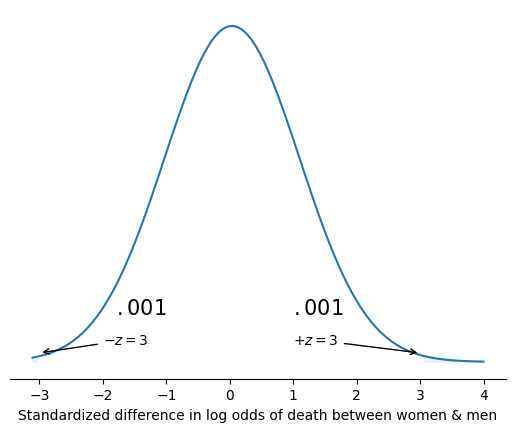 .001 .001
−z = 3 +z = 3
−3 −2 −1 0 1 2 3 4
Standardized difference in log odds of death between women & men